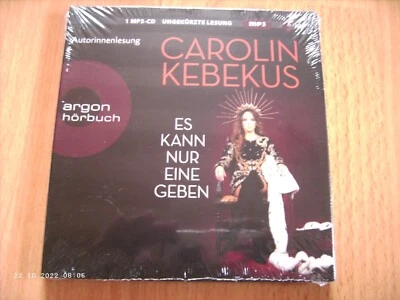 1 MP3-CD UNGEKÜRZTE LESUNG MP3
Autorinnenlesung
CAROLIN
KEBEKUS
argon
hörbuch
ES
KANN
NUR
EINE
GEBEN
22 10 2022 08:06